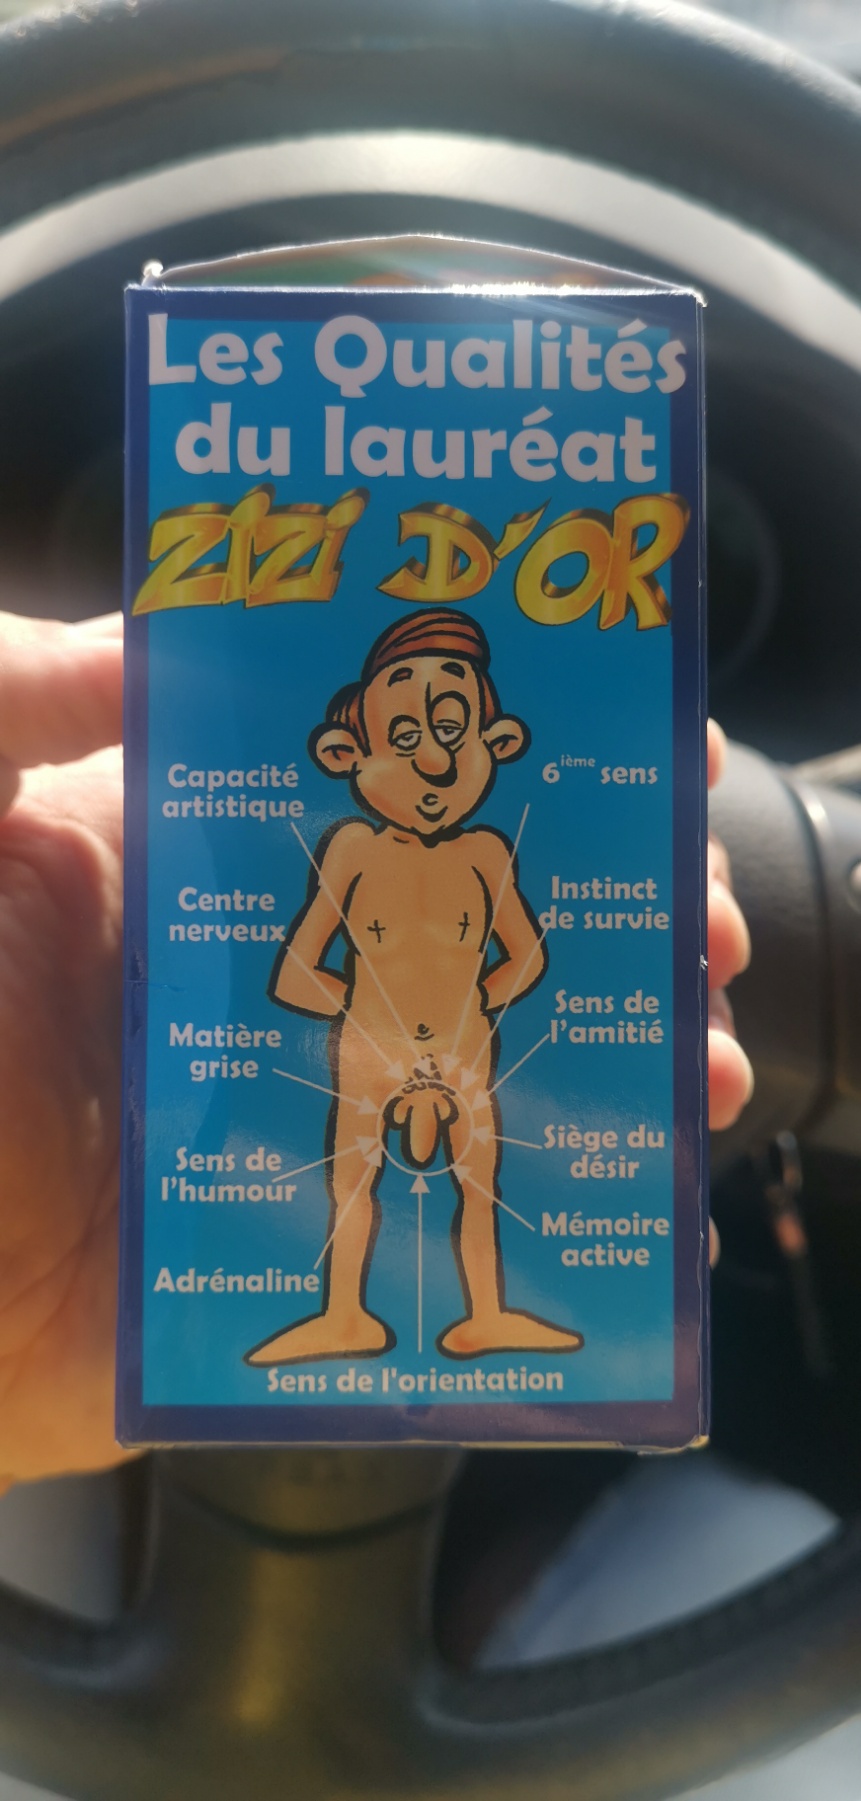 Les Qualités
du lauréat
ZIZI D'OR
Capacité
artistique
6ième sens
Centre
nerveux
Instinct
de survie
Matière
grise
Sens de
l'amitié
Sens de
l'humour
Siège du
désir
Adrénaline
Mémoire
active
Sens de l'orientation